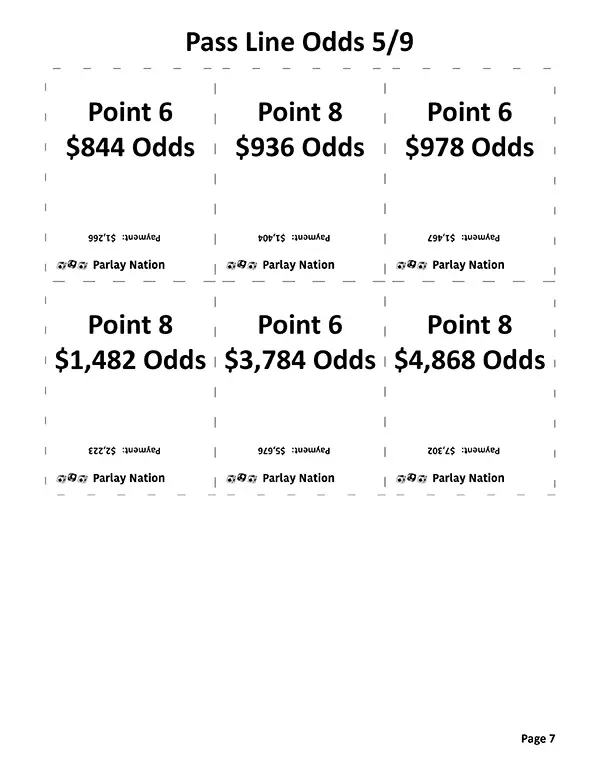 Pass Line Odds 5/9
Point 6
$844 Odds
Payment: $1,266
Parlay Nation
Point 8
$936 Odds
Payment: $1,404
Parlay Nation
Point 6
$978 Odds
Payment: $1,467
Parlay Nation
Point 8
$1,482 Odds
Payment: $2,223
Parlay Nation
Point 6
$3,784 Odds
Payment: $5,676
Parlay Nation
Point 8
$4,868 Odds
Payment: $7,302
Parlay Nation
Page 7